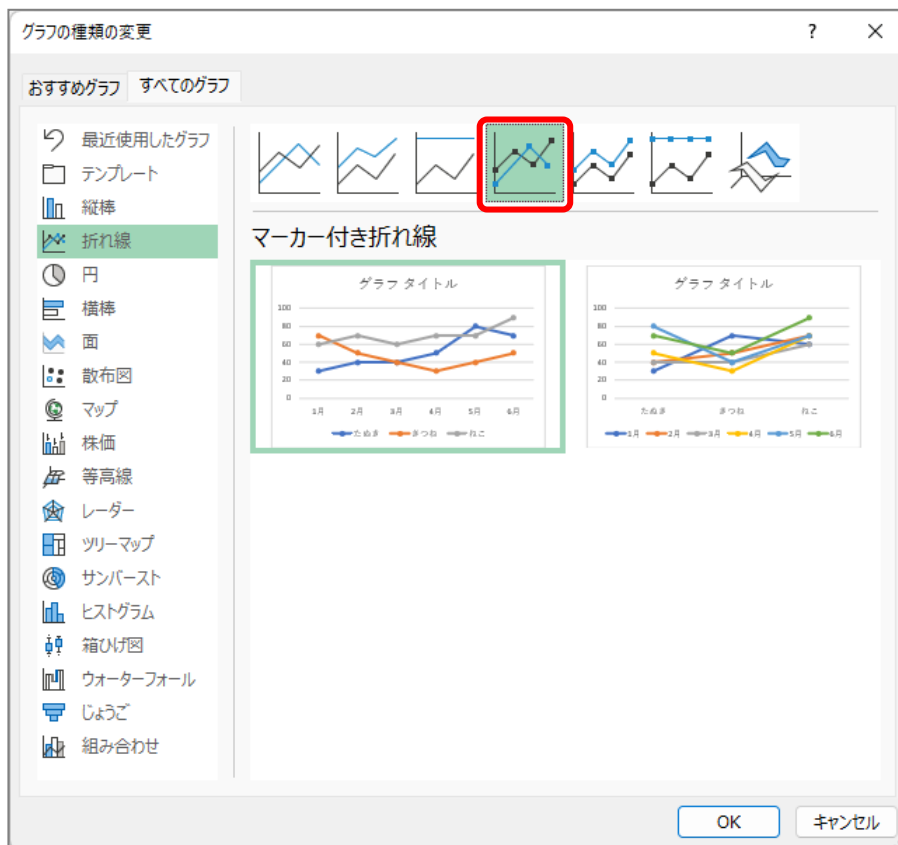 グラフの種類の変更
?
おすすめグラフ すべてのグラフ
最近使用したグラフ
テンプレート
縦棒
折れ線
円
横棒
面
散布図
マップ
株価
等高線
レーダー
ツリーマップ
サンバースト
ヒストグラム
箱ひげ図
ウォーターフォール
じょうご
組み合わせ
マーカー付き折れ線
グラフ タイトル
100
80
60
40
20
0
1月 2月 3月 4月 5月 6月
たぬき きつね ねこ
グラフ タイトル
100
80
60
40
20
0
たぬき きつね ねこ
1月 2月 3月 4月 5月 6月
OK キャンセル